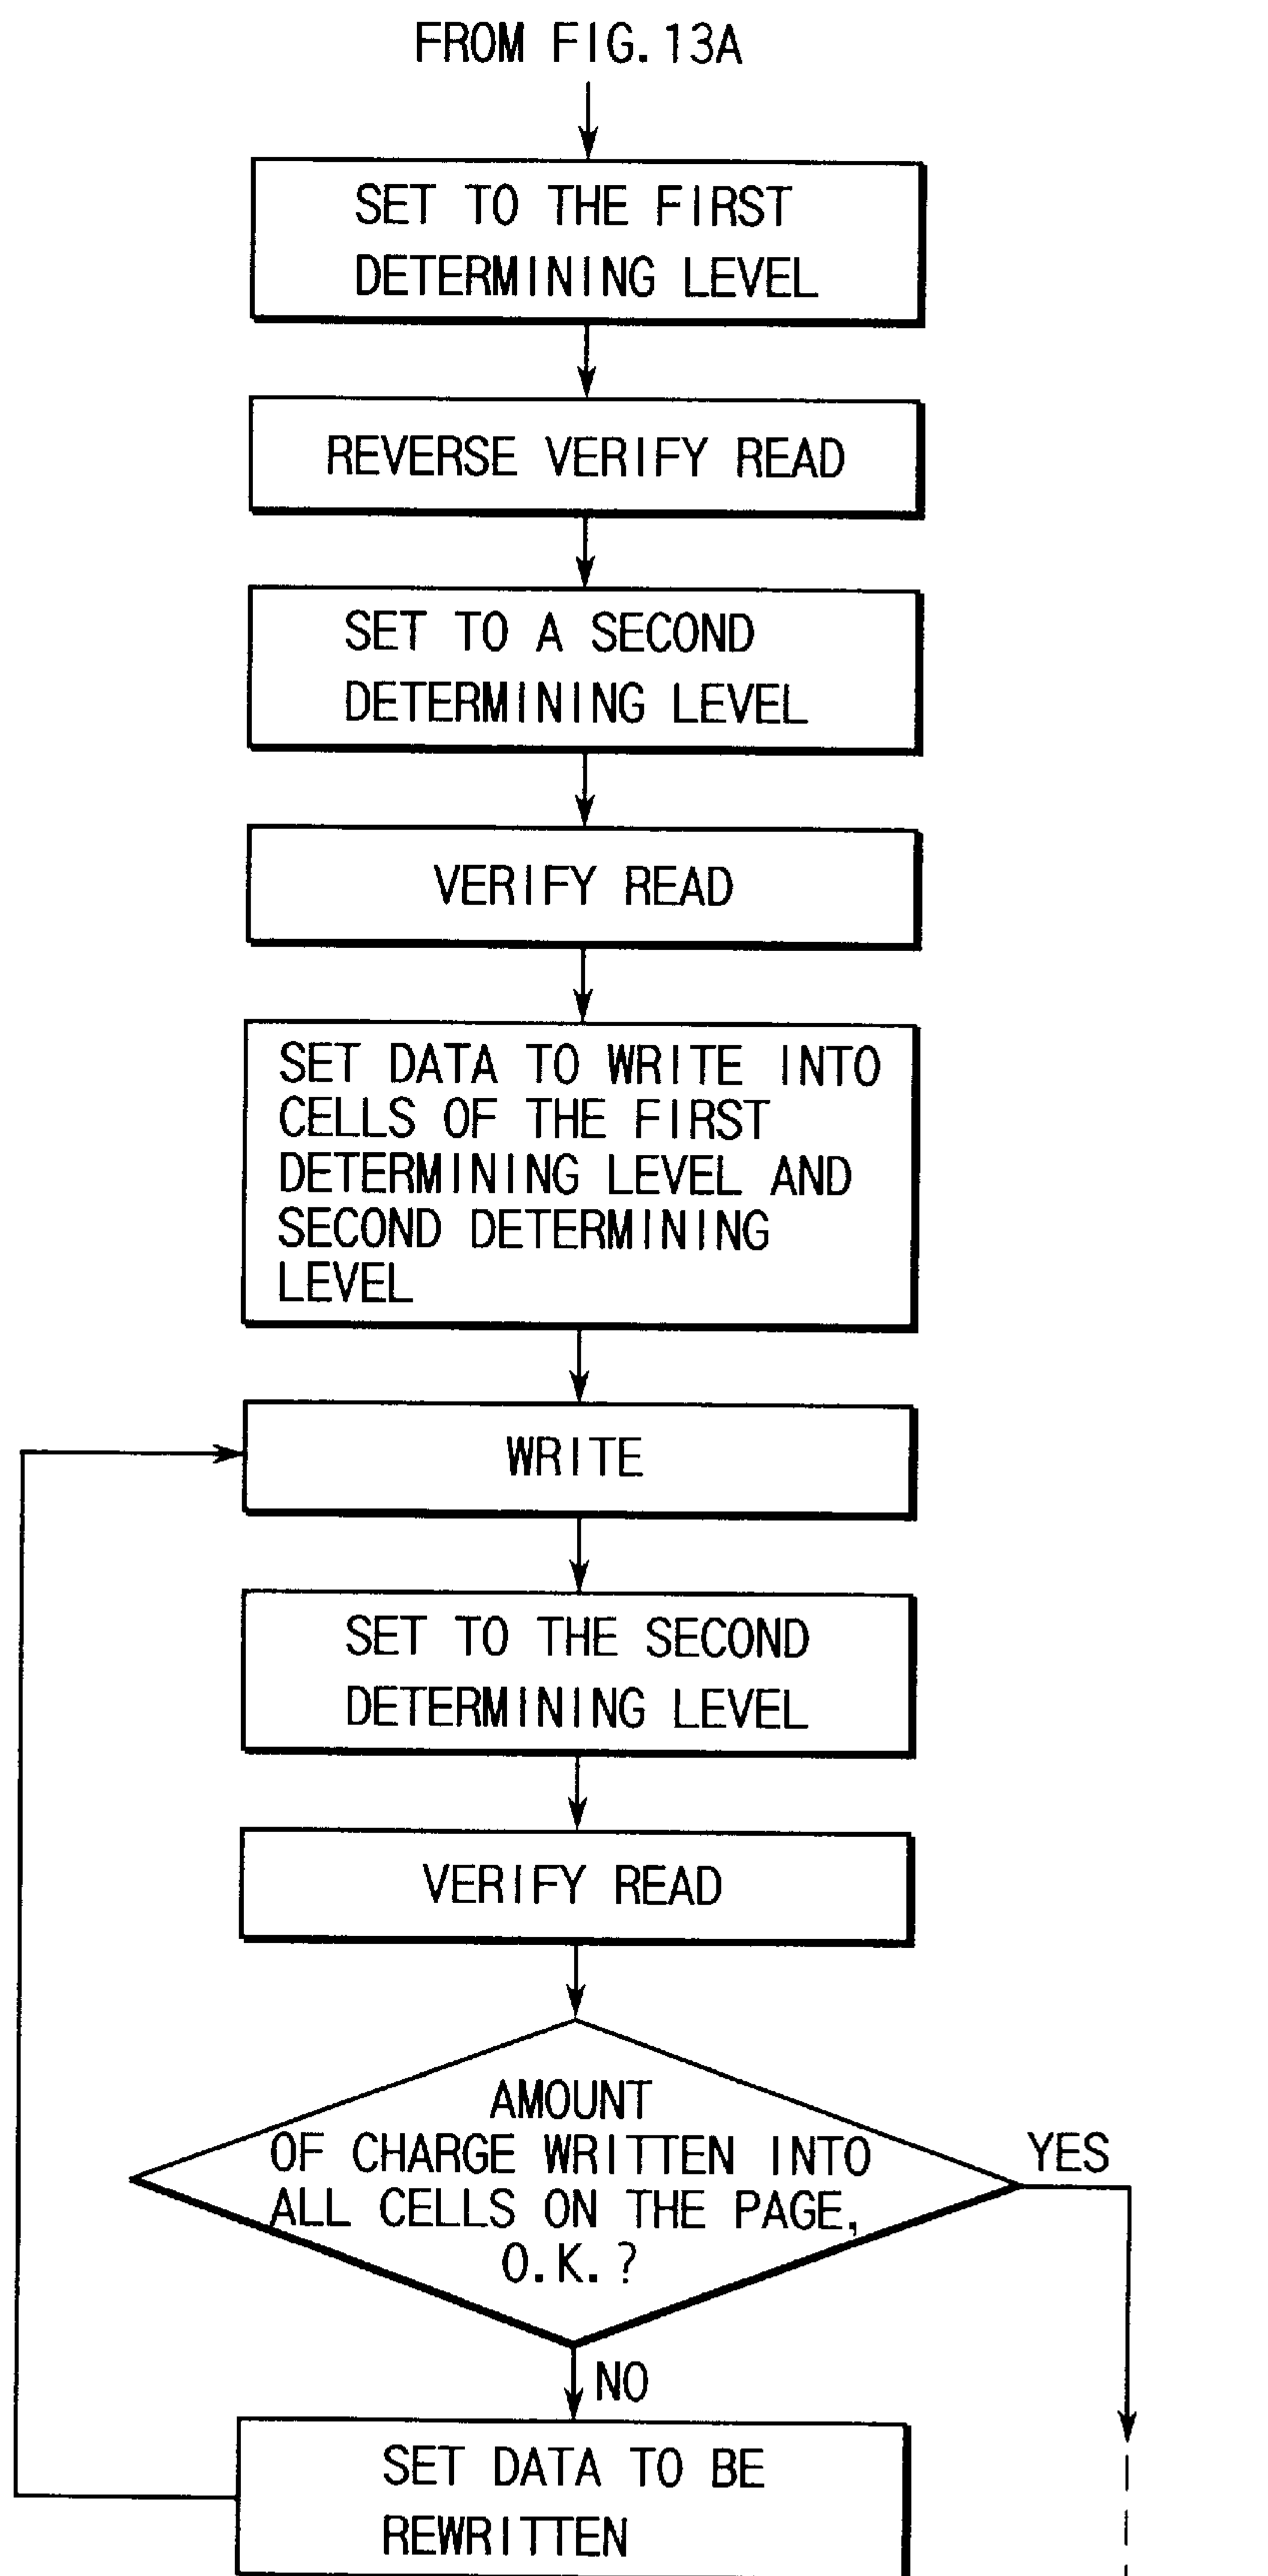 FROM FIG. 13A
SET TO THE FIRST
DETERMINING LEVEL
REVERSE VERIFY READ
SET TO A SECOND
DETERMINING LEVEL
VERIFY READ
SET DATA TO WRITE INTO
CELLS OF THE FIRST
DETERMINING LEVEL AND
SECOND DETERMINING
LEVEL
WRITE
SET TO THE SECOND
DETERMINING LEVEL
VERIFY READ
AMOUNT
OF CHARGE WRITTEN INTO
ALL CELLS ON THE PAGE,
O.K.?
YES
NO
SET DATA TO BE
REWRITTEN